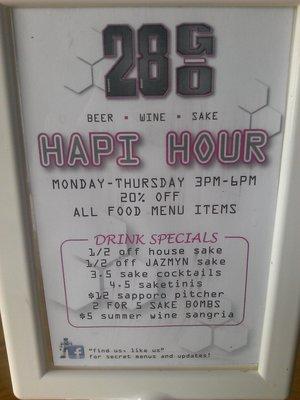 28 GO
BEER • WINE • SAKE
HAPI HOUR
MONDAY-THURSDAY 3PM-6PM
20% OFF
ALL FOOD MENU ITEMS
DRINK SPECIALS
1/2 off house sake
1/2 off JAZMYN sake
3.5 sake cocktails
4.5 saketinis
$12 sapporo pitcher
2 FOR 5 SAKE BOMBS
$5 summer wine sangria
f "find us, like us"
for secret menus and updates!